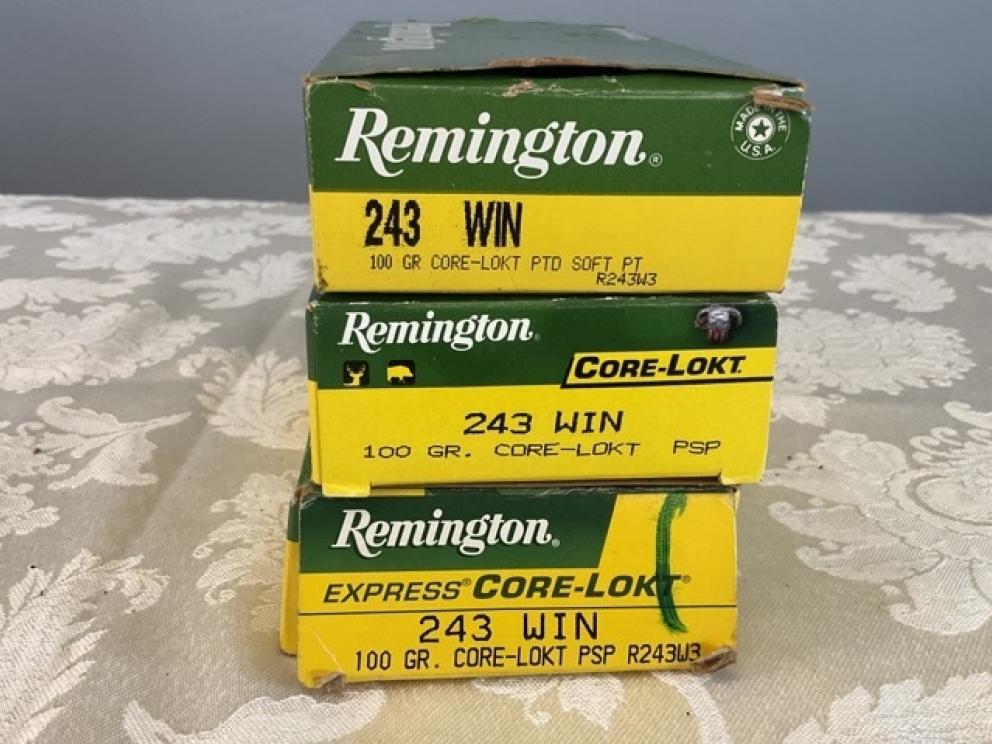 Remington®
MADE IN THE U.S.A.
243 WIN
100 GR CORE-LOKT PTD SOFT PT
R243W3
Remington®
CORE-LOKT.
243 WIN
100 GR. CORE-LOKT PSP
Remington®
EXPRESS® CORE-LOKT®
243 WIN
100 GR. CORE-LOKT PSP R243W3